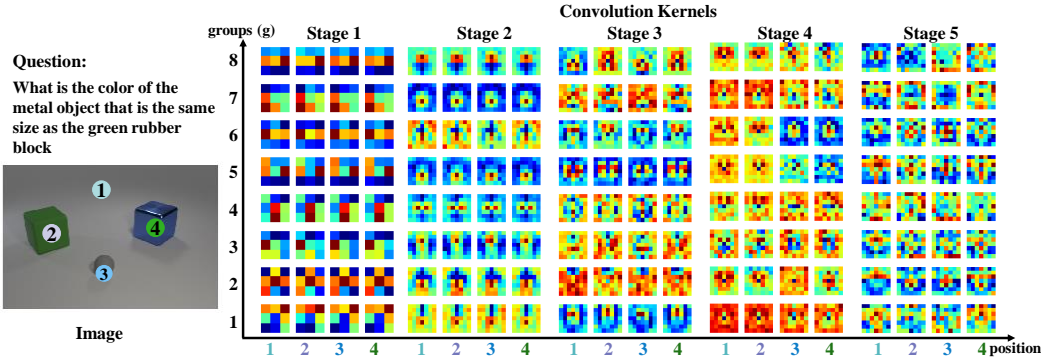 Convolution Kernels
groups (g)
Stage 1
Stage 2
Stage 3
Stage 4
Stage 5
Question:
What is the color of the
metal object that is the same
size as the green rubber
block
1
2
4
3
Image
8
7
6
5
4
3
2
1
1 2 3 4
1 2 3 4
1 2 3 4
1 2 3 4
1 2 3 4
position